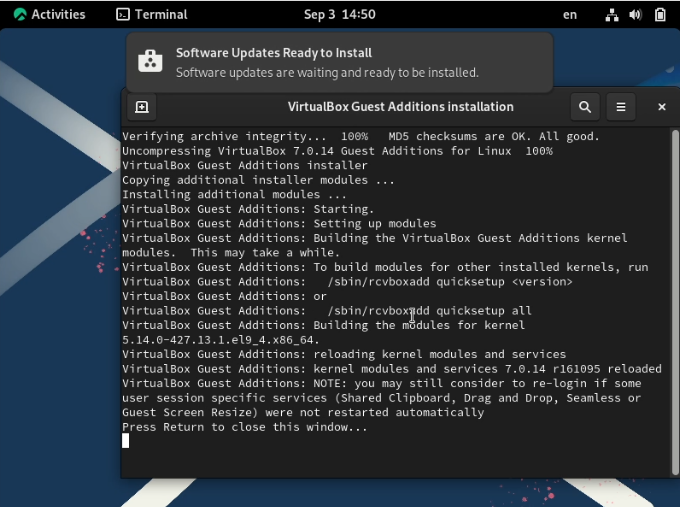 Activities Terminal Sep 3 14:50 en
Software Updates Ready to Install
Software updates are waiting and ready to be installed.
VirtualBox Guest Additions installation
Verifying archive integrity...  100%   MD5 checksums are OK. All good.
Uncompressing VirtualBox 7.0.14 Guest Additions for Linux  100%
VirtualBox Guest Additions installer
Copying additional installer modules ...
Installing additional modules ...
VirtualBox Guest Additions: Starting.
VirtualBox Guest Additions: Setting up modules
VirtualBox Guest Additions: Building the VirtualBox Guest Additions kernel
modules.  This may take a while.
VirtualBox Guest Additions: To build modules for other installed kernels, run
VirtualBox Guest Additions:   /sbin/rcvboxadd quicksetup <version>
VirtualBox Guest Additions: or
VirtualBox Guest Additions:   /sbin/rcvboxadd quicksetup all
VirtualBox Guest Additions: Building the modules for kernel
5.14.0-427.13.1.el9_4.x86_64.
VirtualBox Guest Additions: reloading kernel modules and services
VirtualBox Guest Additions: kernel modules and services 7.0.14 r161095 reloaded
VirtualBox Guest Additions: NOTE: you may still consider to re-login if some
user session specific services (Shared Clipboard, Drag and Drop, Seamless or
Guest Screen Resize) were not restarted automatically
Press Return to close this window...